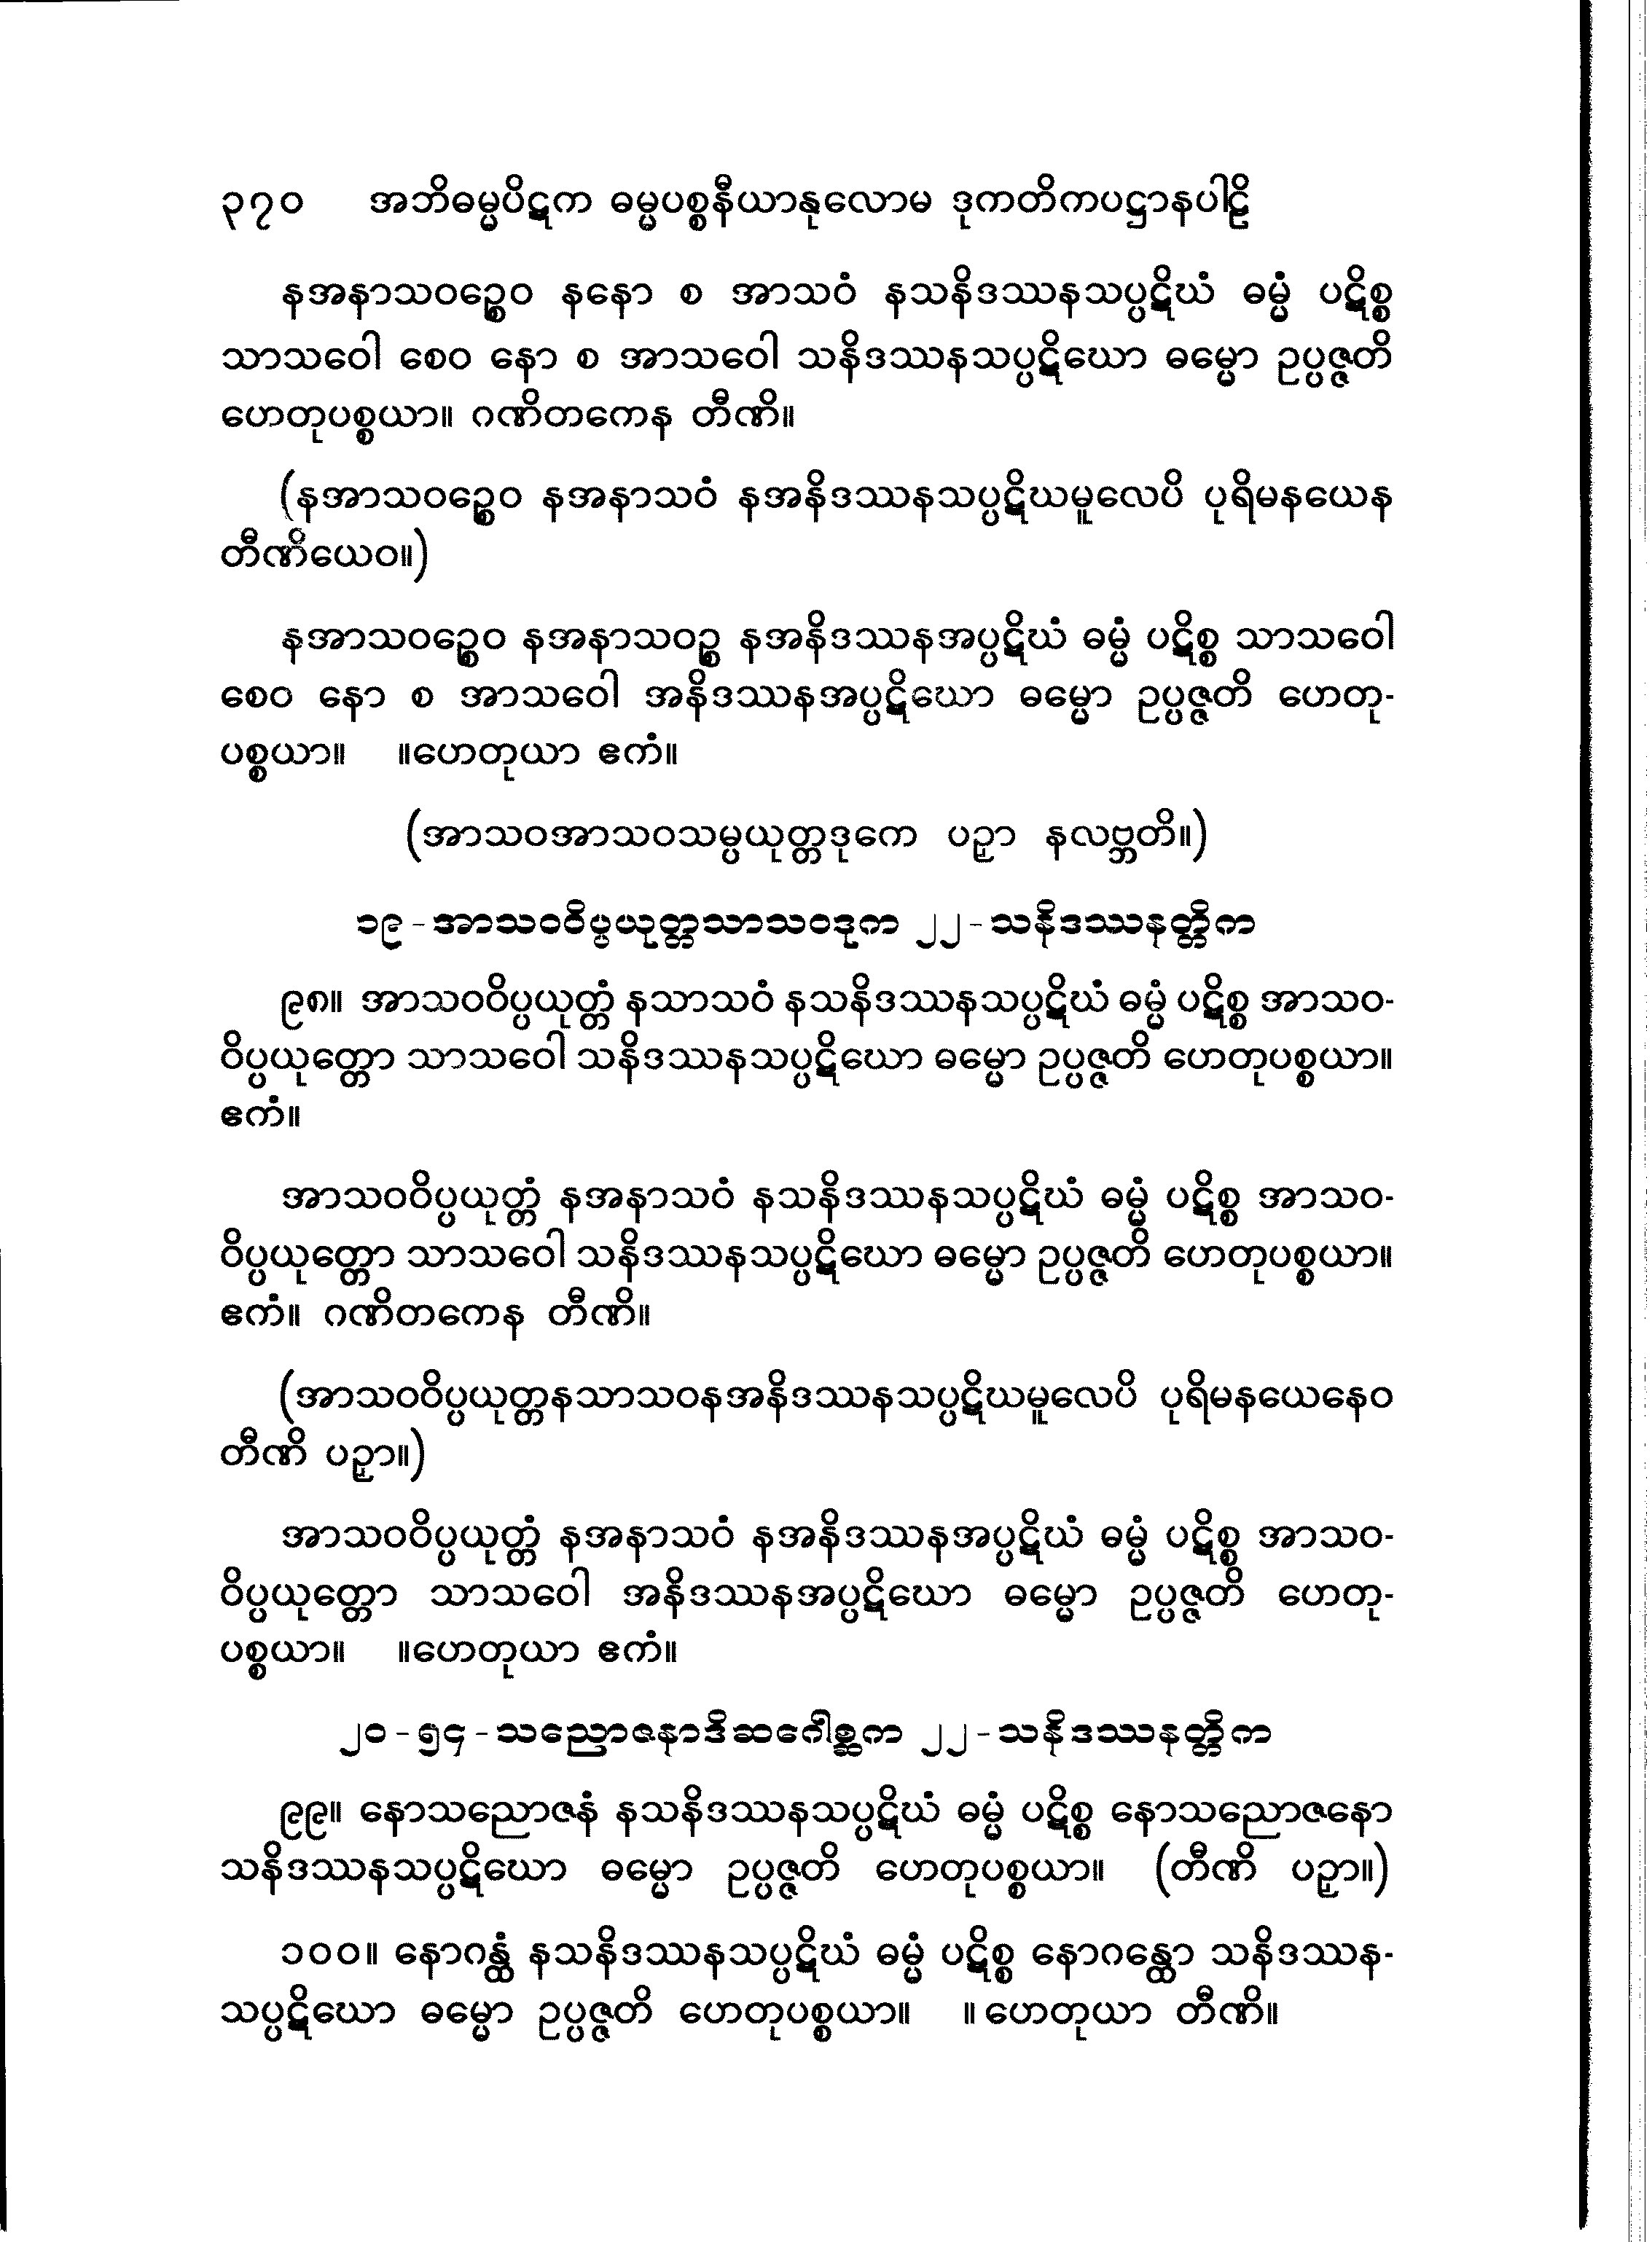 ၃၇၀ အဘိဓမ္မပိဋက ဓမ္မပစ္စနီယာနုလောမ ဒုကတိကပဋ္ဌာနပါဠိ
နအနာသဝဉ္စေဝ နနော စ အာသဝံ နသနိဒဿနသပ္ပဋိဃံ ဓမ္မံ ပဋိစ္စ
သာသဝေါ စေဝ နော စ အာသဝေါ သနိဒဿနသပ္ပဋိဃော ဓမ္မော ဥပ္ပဇ္ဇတိ
ဟေတုပစ္စယာ။ ဂဏိတကေန တီဏိ။
(နအာသဝဉ္စေဝ နအနာသဝံ နအနိဒဿနသပ္ပဋိဃမူလေပိ ပုရိမနယေန
တီဏိယေဝ။)
နအာသဝဉ္စေဝ နအနာသဝဉ္စ နအနိဒဿနအပ္ပဋိဃံ ဓမ္မံ ပဋိစ္စ သာသဝေါ
စေဝ နော စ အာသဝေါ အနိဒဿနအပ္ပဋိဃော ဓမ္မော ဥပ္ပဇ္ဇတိ ဟေတု-
ပစ္စယာ။ ။ဟေတုယာ ဧကံ။
(အာသဝအာသဝသမ္ပယုတ္တဒုကေ ပဉှာ နလဗ္ဘတိ။)
၁၉-အာသဝဝိပ္ပယုတ္တသာသဝဒုက ၂၂-သနိဒဿနတ္တိက
၉၈။ အာသဝဝိပ္ပယုတ္တံ နသာသဝံ နသနိဒဿနသပ္ပဋိဃံ ဓမ္မံ ပဋိစ္စ အာသဝ-
ဝိပ္ပယုတ္တော သာသဝေါ သနိဒဿနသပ္ပဋိဃော ဓမ္မော ဥပ္ပဇ္ဇတိ ဟေတုပစ္စယာ။
ဧကံ။
အာသဝဝိပ္ပယုတ္တံ နအနာသဝံ နသနိဒဿနသပ္ပဋိဃံ ဓမ္မံ ပဋိစ္စ အာသဝ-
ဝိပ္ပယုတ္တော သာသဝေါ သနိဒဿနသပ္ပဋိဃော ဓမ္မော ဥပ္ပဇ္ဇတိ ဟေတုပစ္စယာ။
ဧကံ။ ဂဏိတကေန တီဏိ။
(အာသဝဝိပ္ပယုတ္တနသာသဝနအနိဒဿနသပ္ပဋိဃမူလေပိ ပုရိမနယေနေဝ
တီဏိ ပဉှာ။)
အာသဝဝိပ္ပယုတ္တံ နအနာသဝံ နအနိဒဿနအပ္ပဋိဃံ ဓမ္မံ ပဋိစ္စ အာသဝ-
ဝိပ္ပယုတ္တော သာသဝေါ အနိဒဿနအပ္ပဋိဃော ဓမ္မော ဥပ္ပဇ္ဇတိ ဟေတု-
ပစ္စယာ။ ။ဟေတုယာ ဧကံ။
၂၀-၅၄-သညောဇနာဒိဆဂေါစ္ဆက ၂၂-သနိဒဿနတ္တိက
၉၉။ နောသညောဇနံ နသနိဒဿနသပ္ပဋိဃံ ဓမ္မံ ပဋိစ္စ နောသညောဇနော
သနိဒဿနသပ္ပဋိဃော ဓမ္မော ဥပ္ပဇ္ဇတိ ဟေတုပစ္စယာ။ (တီဏိ ပဉှာ။)
၁၀၀။ နောဂန္ထံ နသနိဒဿနသပ္ပဋိဃံ ဓမ္မံ ပဋိစ္စ နောဂန္ထော သနိဒဿန-
သပ္ပဋိဃော ဓမ္မော ဥပ္ပဇ္ဇတိ ဟေတုပစ္စယာ။ ။ ဟေတုယာ တီဏိ။